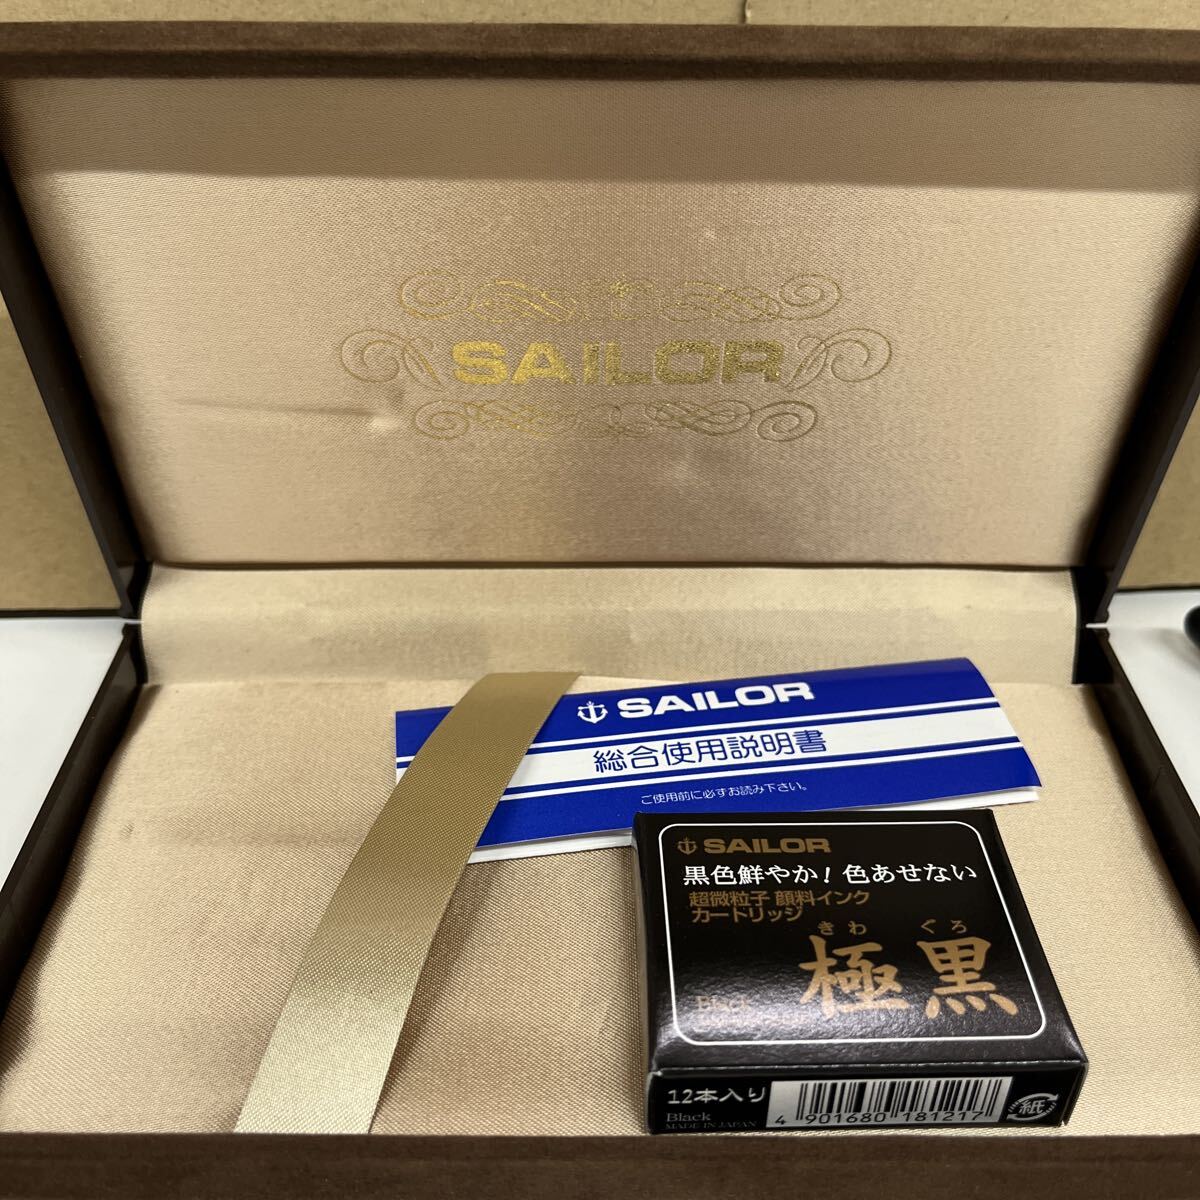 SAILOR
SAILOR
総合使用説明書
ご使用前に必ずお読み下さい。
SAILOR
黒色鮮やか！色あせない
超微粒子 顔料インク
カートリッジ
きわ ぐろ
極黒
Black
12本入り
Black
MADE IN JAPAN
4 901680 181217
紙